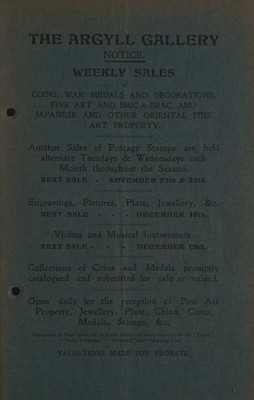 THE ARGYLL GALLERY
NOTICE.
WEEKLY SALES
OF
COINS, WAR MEDALS AND DECORATIONS,
FINE ART AND BRIC-A-BRAC, AND
JAPANESE AND OTHER ORIENTAL FINE
ART PROPERTY.
Auction Sales of Postage Stamps are held
alternate Tuesdays & Wednesdays each
Month throughout the Season.
NEXT SALE - NOVEMBER 27th &
Engravings, Pictures, Plate, Jewellery, &c.
NEXT SALE - - - DECEMBER
Violins and Musical Instruments.
NEXT SALE - - - DECEMBER
Collections of Coins and Medals promptly
catalogued and submitted for sale or valued.
Open daily for the reception of Fine Art
Property, Jewellery, Plate, China, Coins,
Medals, Stamps, &c.
VALUATIONS MADE FOR PROBATE.